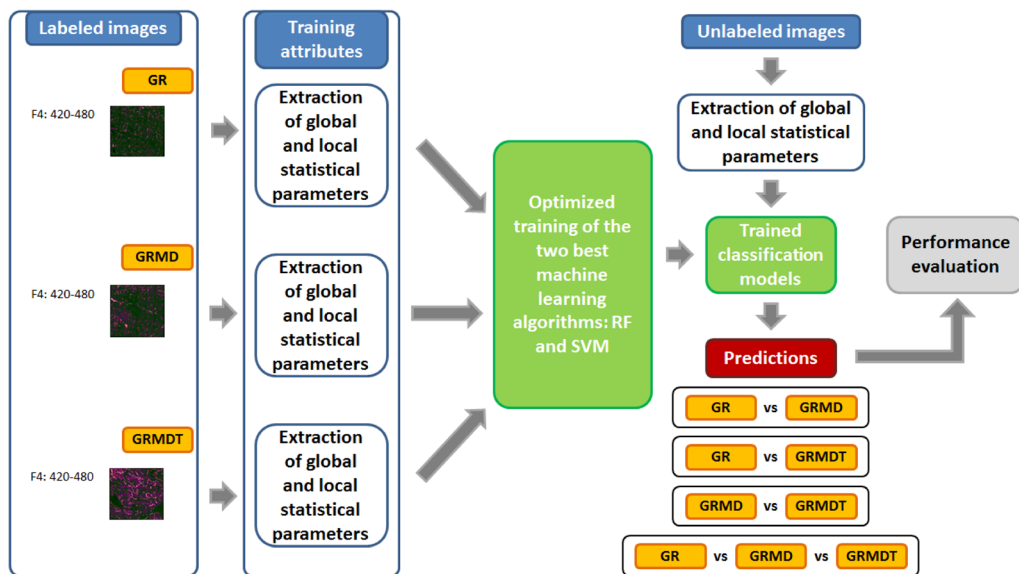 Labeled images
GR
F4: 420-480
GRMD
F4: 420-480
GRMDT
F4: 420-480
Training
attributes
Extraction
of global
and local
statistical
parameters
Extraction
of global
and local
statistical
parameters
Extraction
of global
and local
statistical
parameters
Optimized
training of the
two best
machine
learning
algorithms: RF
and SVM
Unlabeled images
Extraction of global
and local statistical
parameters
Trained
classification
models
Predictions
GR vs GRMD
GR vs GRMDT
GRMD vs GRMDT
GR vs GRMD vs GRMDT
Performance
evaluation